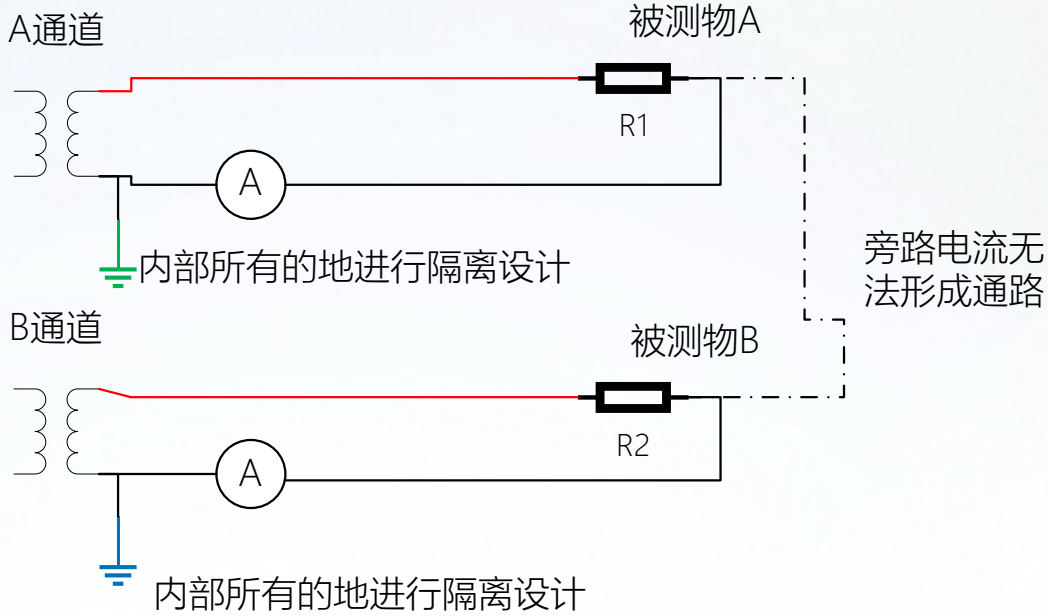 A通道
被测物A
R1
A
内部所有的地进行隔离设计
旁路电流无
法形成通路
B通道
被测物B
R2
A
内部所有的地进行隔离设计